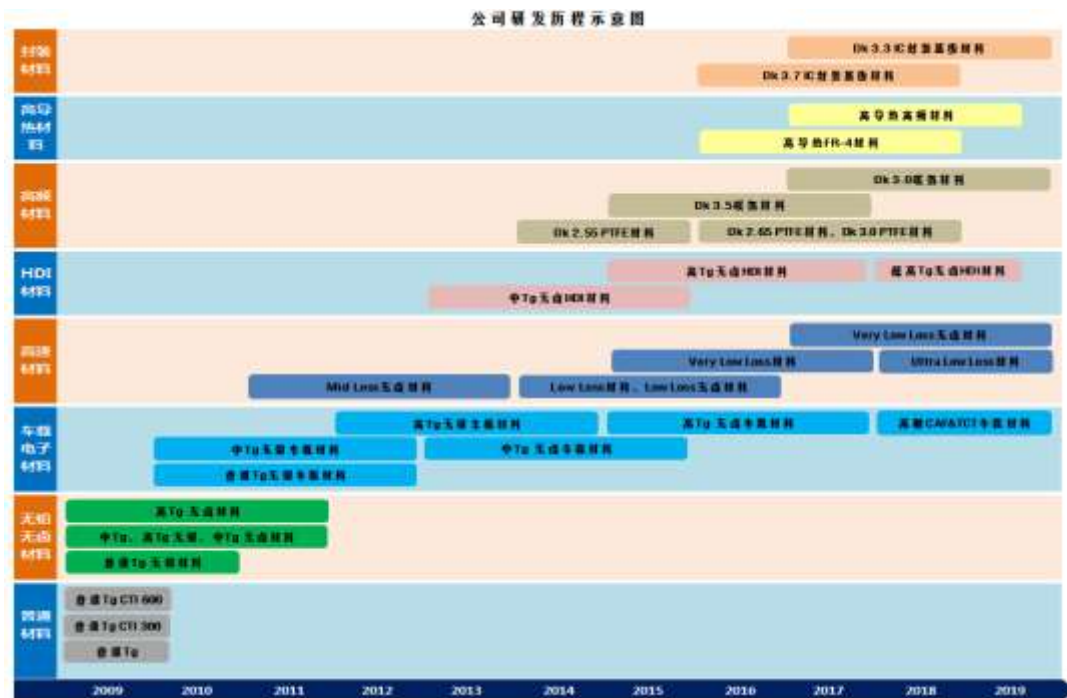 公司研发历程示意图
封装
材料
Dk 3.3 IC封装基板材料
Dk 3.7 IC封装基板材料
高导
热材
料
高导热高频材料
高导热FR-4材料
高频
材料
Dk 3.0碳氢材料
Dk 3.5碳氢材料
Dk 2.55 PTFE材料
Dk 2.65 PTFE材料、Dk 3.0 PTFE材料
HDI
材料
高Tg无卤HDI材料
超高Tg无卤HDI材料
中Tg无卤HDI材料
高速
材料
Very Low Loss无卤材料
Very Low Loss材料
Ultra Low Loss材料
Mid Loss无卤材料
Low Loss材料、Low Loss无卤材料
车载
电子
材料
高Tg无铅车载材料
高Tg 无卤车载材料
高耐CAF&TCT车载材料
中Tg无铅车载材料
中Tg 无卤车载材料
普通Tg无铅车载材料
无铅
无卤
材料
高Tg 无卤材料
中Tg、高Tg无铅、中Tg 无卤材料
普通Tg 无铅材料
普通
材料
普通Tg CTI 600
普通Tg CTI 300
普通Tg
2009 2010 2011 2012 2013 2014 2015 2016 2017 2018 2019